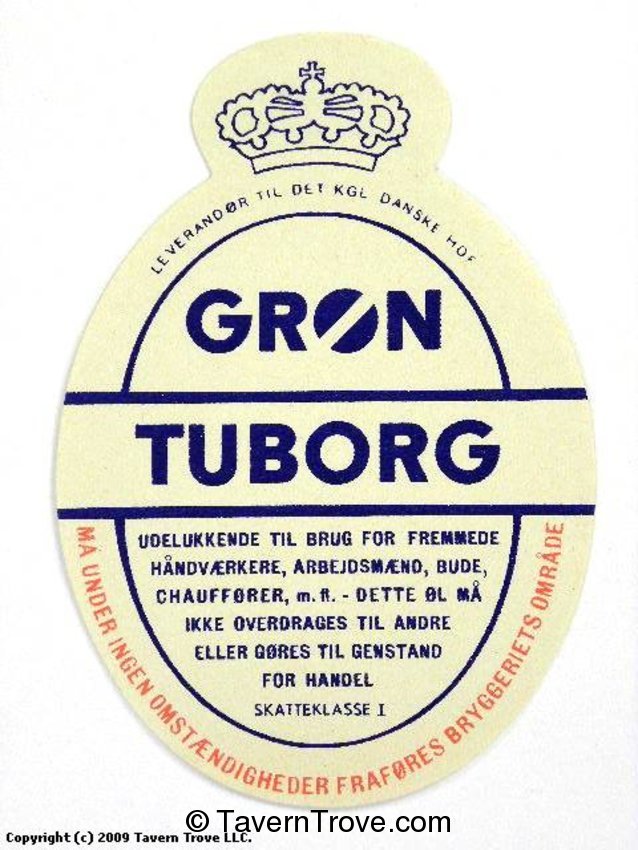 LEVERANDØR TIL DET KGL. DANSKE HOF
GRØN
TUBORG
UDELUKKENDE TIL BRUG FOR FREMMEDE
HÅNDVÆRKERE, ARBEJDSMÆND, BUDE,
CHAUFFØRER, m.fl. - DETTE ØL MÅ
IKKE OVERDRAGES TIL ANDRE
ELLER GØRES TIL GENSTAND
FOR HANDEL
SKATTEKLASSE I
MÅ UNDER INGEN OMSTÆNDIGHEDER FRAFØRES BRYGGERIETS OMRÅDE
© TavernTrove.com
Copyright (c) 2009 Tavern Trove LLC.